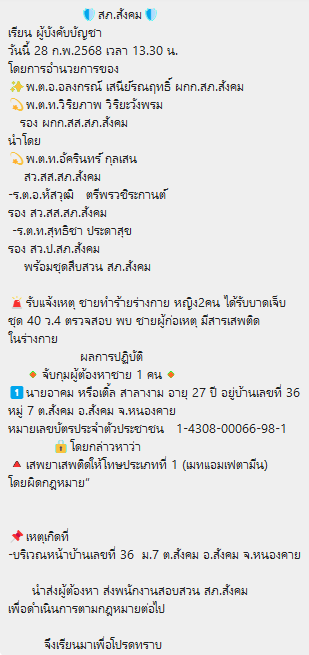 🛡️ สภ.สังคม 🛡️
เรียน ผู้บังคับบัญชา
วันนี้ 28 ก.พ.2568 เวลา 13.30 น.
โดยการอำนวยการของ
✨พ.ต.อ.อลงกรณ์ เสนีย์รณฤทธิ์ ผกก.สภ.สังคม
💫พ.ต.ท.วิริยภาพ วิริยะวังพรม
รอง ผกก.สส.สภ.สังคม
นำโดย
💫พ.ต.ท.อัครินทร์ กุลเสน
สว.สส.สภ.สังคม
-ร.ต.อ.หัสวุฒิ ตรีพรวชิระกานต์
รอง สว.สส.สภ.สังคม
-ร.ต.ท.สุทธิชา ประดาสุข
รอง สว.ป.สภ.สังคม
พร้อมชุดสืบสวน สภ.สังคม
🚨รับแจ้งเหตุ ชายทำร้ายร่างกาย หญิง2คน ได้รับบาดเจ็บ
ชุด 40 ว.4 ตรวจสอบ พบ ชายผู้ก่อเหตุ มีสารเสพติด
ในร่างกาย
ผลการปฏิบัติ
🔸จับกุมผู้ต้องหาชาย 1 คน🔸
1️⃣นายอาคม หรือเติ้ล สาลางาม อายุ 27 ปี อยู่บ้านเลขที่ 36
หมู่ 7 ต.สังคม อ.สังคม จ.หนองคาย
หมายเลขบัตรประจำตัวประชาชน 1-4308-00066-98-1
🔒โดยกล่าวหาว่า
🔺เสพยาเสพติดให้โทษประเภทที่ 1 (เมทแอมเฟตามีน)
โดยผิดกฎหมาย"
📌เหตุเกิดที่
-บริเวณหน้าบ้านเลขที่ 36 ม.7 ต.สังคม อ.สังคม จ.หนองคาย
นำส่งผู้ต้องหา ส่งพนักงานสอบสวน สภ.สังคม
เพื่อดำเนินการตามกฎหมายต่อไป
จึงเรียนมาเพื่อโปรดทราบ